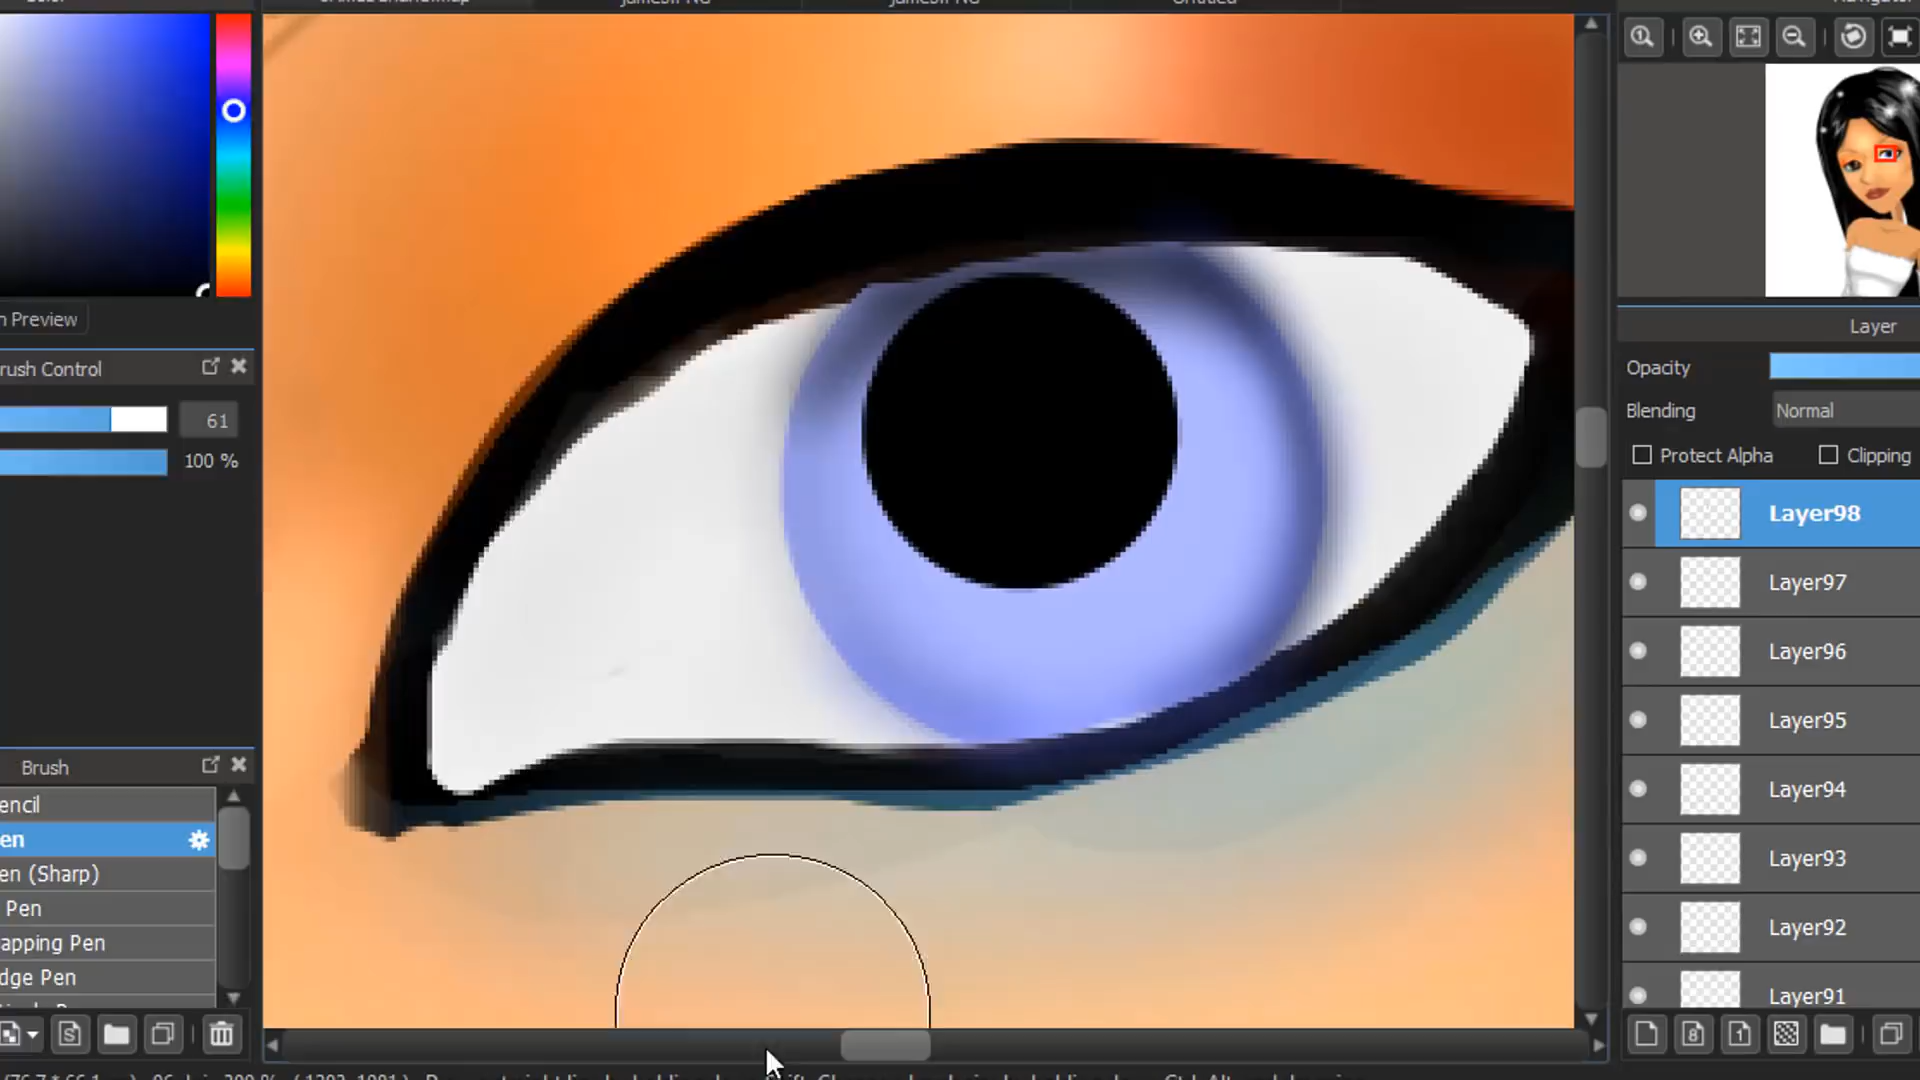 Navigator
n Preview
rush Control
61
100 %
Brush
encil
en
en (Sharp)
Pen
apping Pen
dge Pen
Layer
Opacity
Blending
Normal
Protect Alpha
Clipping
Layer98
Layer97
Layer96
Layer95
Layer94
Layer93
Layer92
Layer91